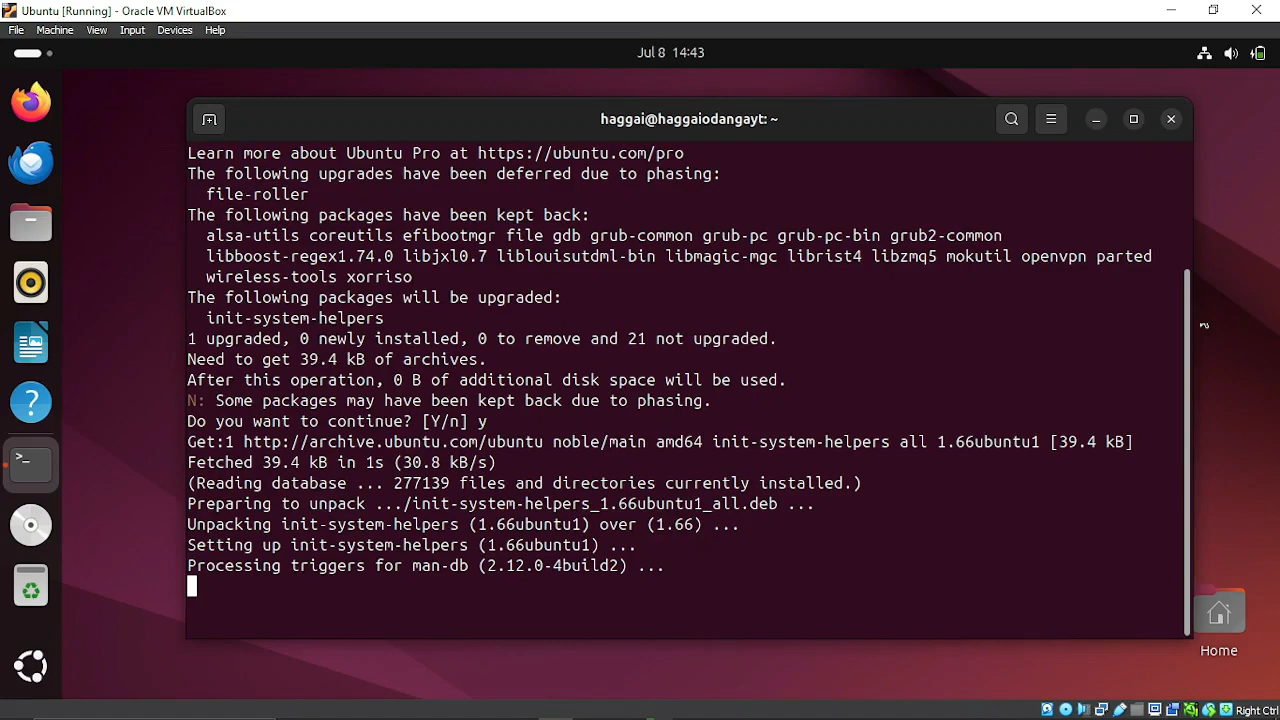 Ubuntu [Running] - Oracle VM VirtualBox
File Machine View Input Devices Help
Jul 8 14:43
haggai@haggaiodangayt: ~
Learn more about Ubuntu Pro at https://ubuntu.com/pro
The following upgrades have been deferred due to phasing:
file-roller
The following packages have been kept back:
alsa-utils coreutils efibootmgr file gdb grub-common grub-pc grub-pc-bin grub2-common
libboost-regex1.74.0 libjxl0.7 liblouisutdml-bin libmagic-mgc librist4 libzmq5 mokutil openvpn parted
wireless-tools xorriso
The following packages will be upgraded:
init-system-helpers
1 upgraded, 0 newly installed, 0 to remove and 21 not upgraded.
Need to get 39.4 kB of archives.
After this operation, 0 B of additional disk space will be used.
N: Some packages may have been kept back due to phasing.
Do you want to continue? [Y/n] y
Get:1 http://archive.ubuntu.com/ubuntu noble/main amd64 init-system-helpers all 1.66ubuntu1 [39.4 kB]
Fetched 39.4 kB in 1s (30.8 kB/s)
(Reading database ... 277139 files and directories currently installed.)
Preparing to unpack .../init-system-helpers_1.66ubuntu1_all.deb ...
Unpacking init-system-helpers (1.66ubuntu1) over (1.66) ...
Setting up init-system-helpers (1.66ubuntu1) ...
Processing triggers for man-db (2.12.0-4build2) ...
Home
Right Ctrl